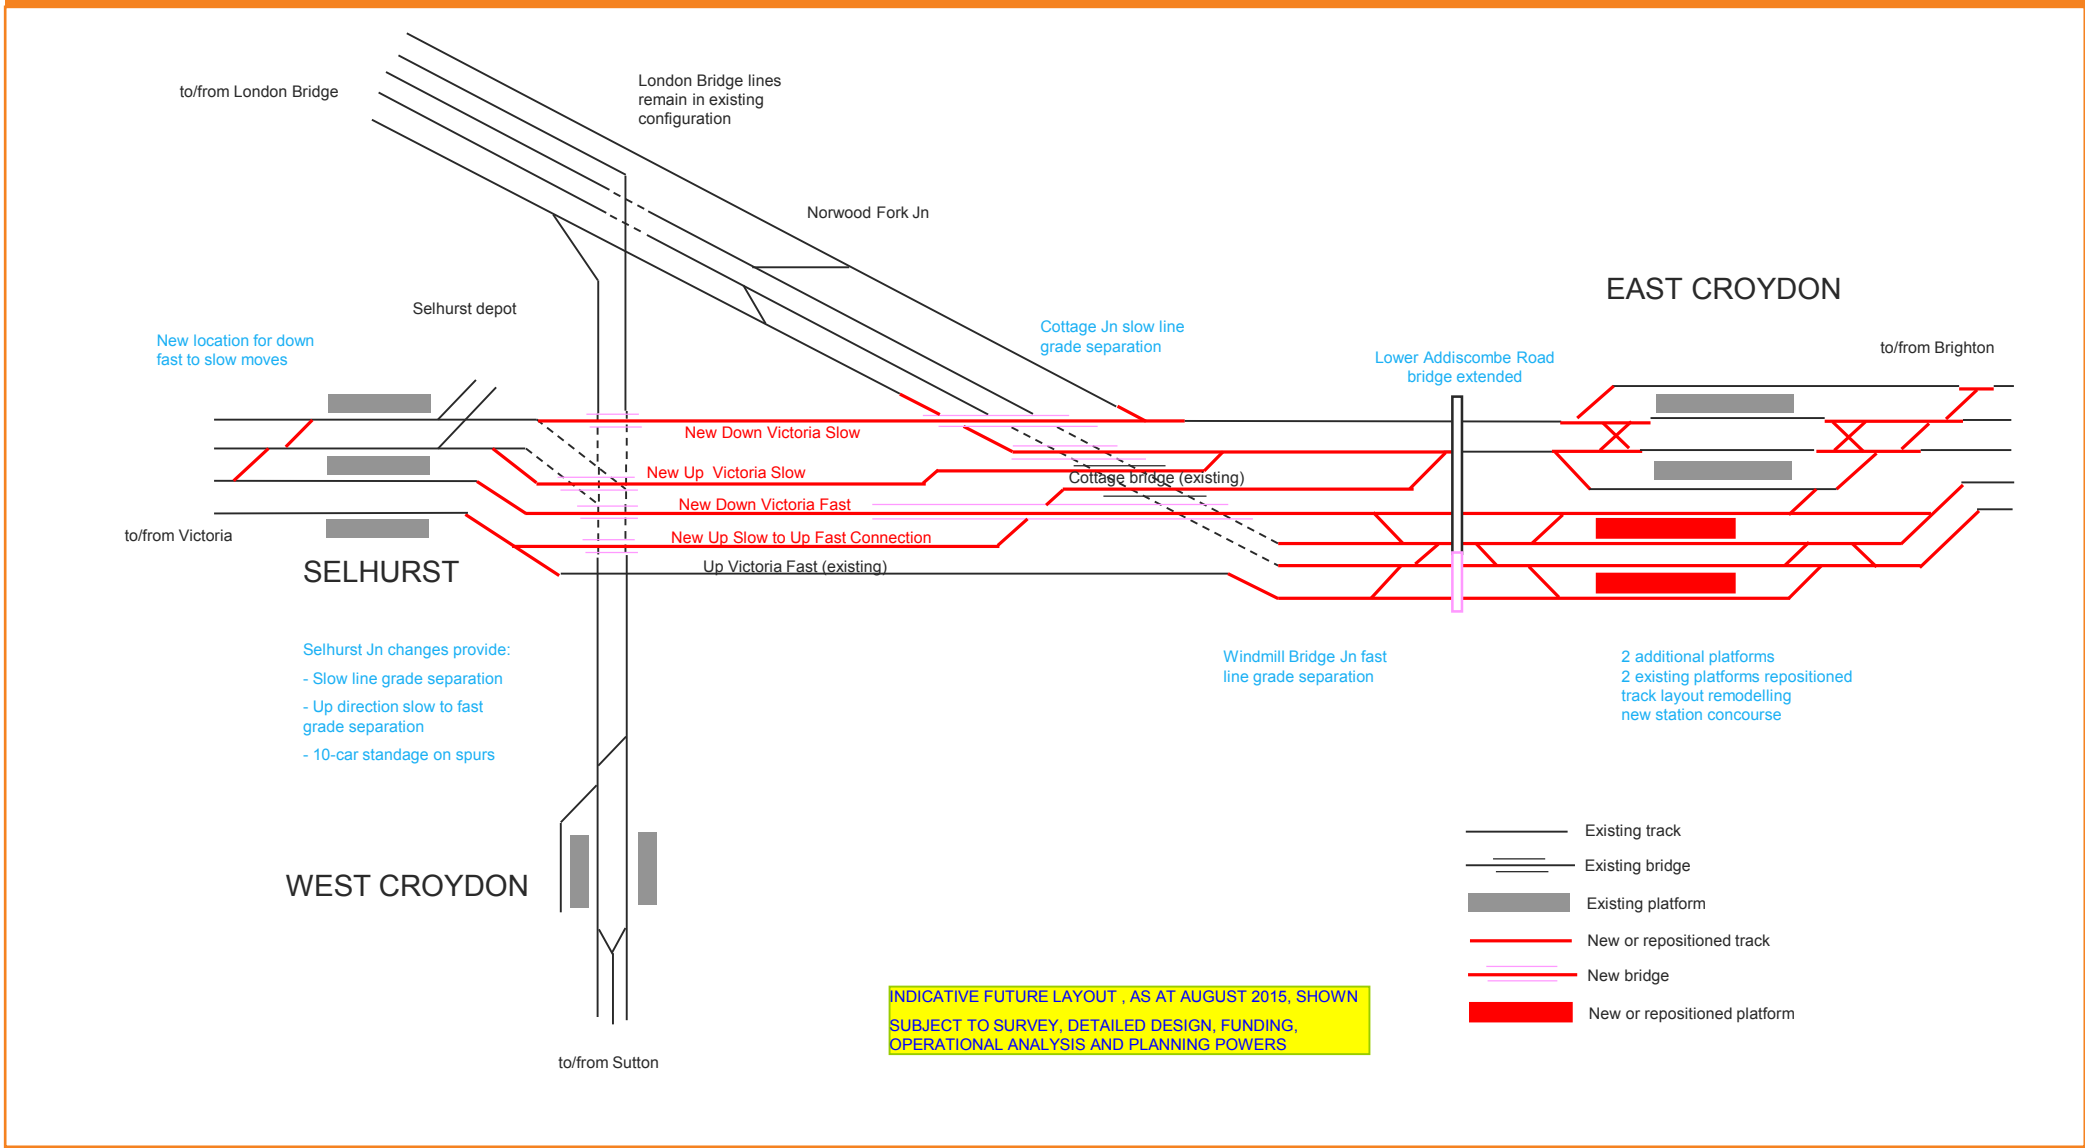 to/from London Bridge
London Bridge lines
remain in existing
configuration
Norwood Fork Jn
Selhurst depot
EAST CROYDON
New location for down
fast to slow moves
Cottage Jn slow line
grade separation
Lower Addiscombe Road
bridge extended
to/from Brighton
New Down Victoria Slow
New Up Victoria Slow
Cottage bridge (existing)
New Down Victoria Fast
to/from Victoria
New Up Slow to Up Fast Connection
Up Victoria Fast (existing)
SELHURST
Selhurst Jn changes provide:
- Slow line grade separation
- Up direction slow to fast
grade separation
- 10-car standage on spurs
Windmill Bridge Jn fast
line grade separation
2 additional platforms
2 existing platforms repositioned
track layout remodelling
new station concourse
WEST CROYDON
Existing track
Existing bridge
Existing platform
New or repositioned track
New bridge
New or repositioned platform
INDICATIVE FUTURE LAYOUT , AS AT AUGUST 2015, SHOWN
SUBJECT TO SURVEY, DETAILED DESIGN, FUNDING,
OPERATIONAL ANALYSIS AND PLANNING POWERS
to/from Sutton